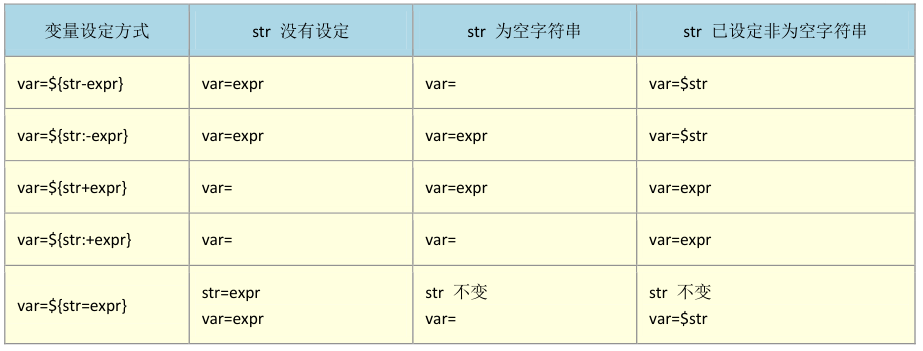 变量设定方式 str 没有设定 str 为空字符串 str 已设定非为空字符串
var=${str-expr} var=expr var= var=$str
var=${str:-expr} var=expr var=expr var=$str
var=${str+expr} var= var=expr var=expr
var=${str:+expr} var= var= var=expr
var=${str=expr} str=expr str 不变 str 不变
var=expr var= var=$str